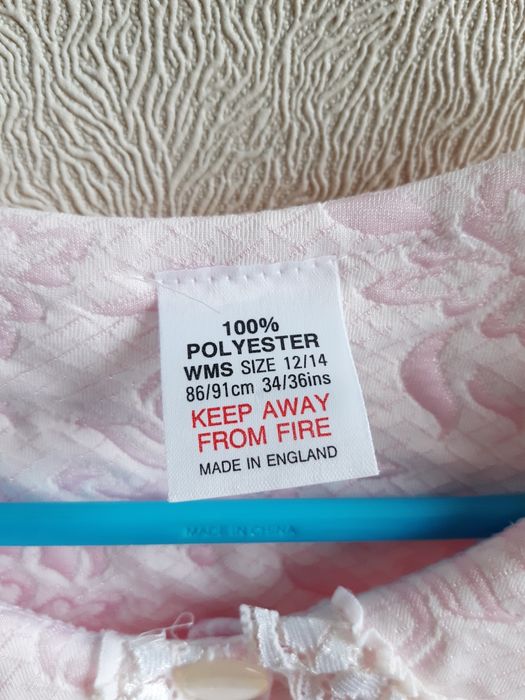 100%
POLYESTER
WMS SIZE 12/14
86/91cm 34/36ins
KEEP AWAY
FROM FIRE
MADE IN ENGLAND
MADE IN CHINA